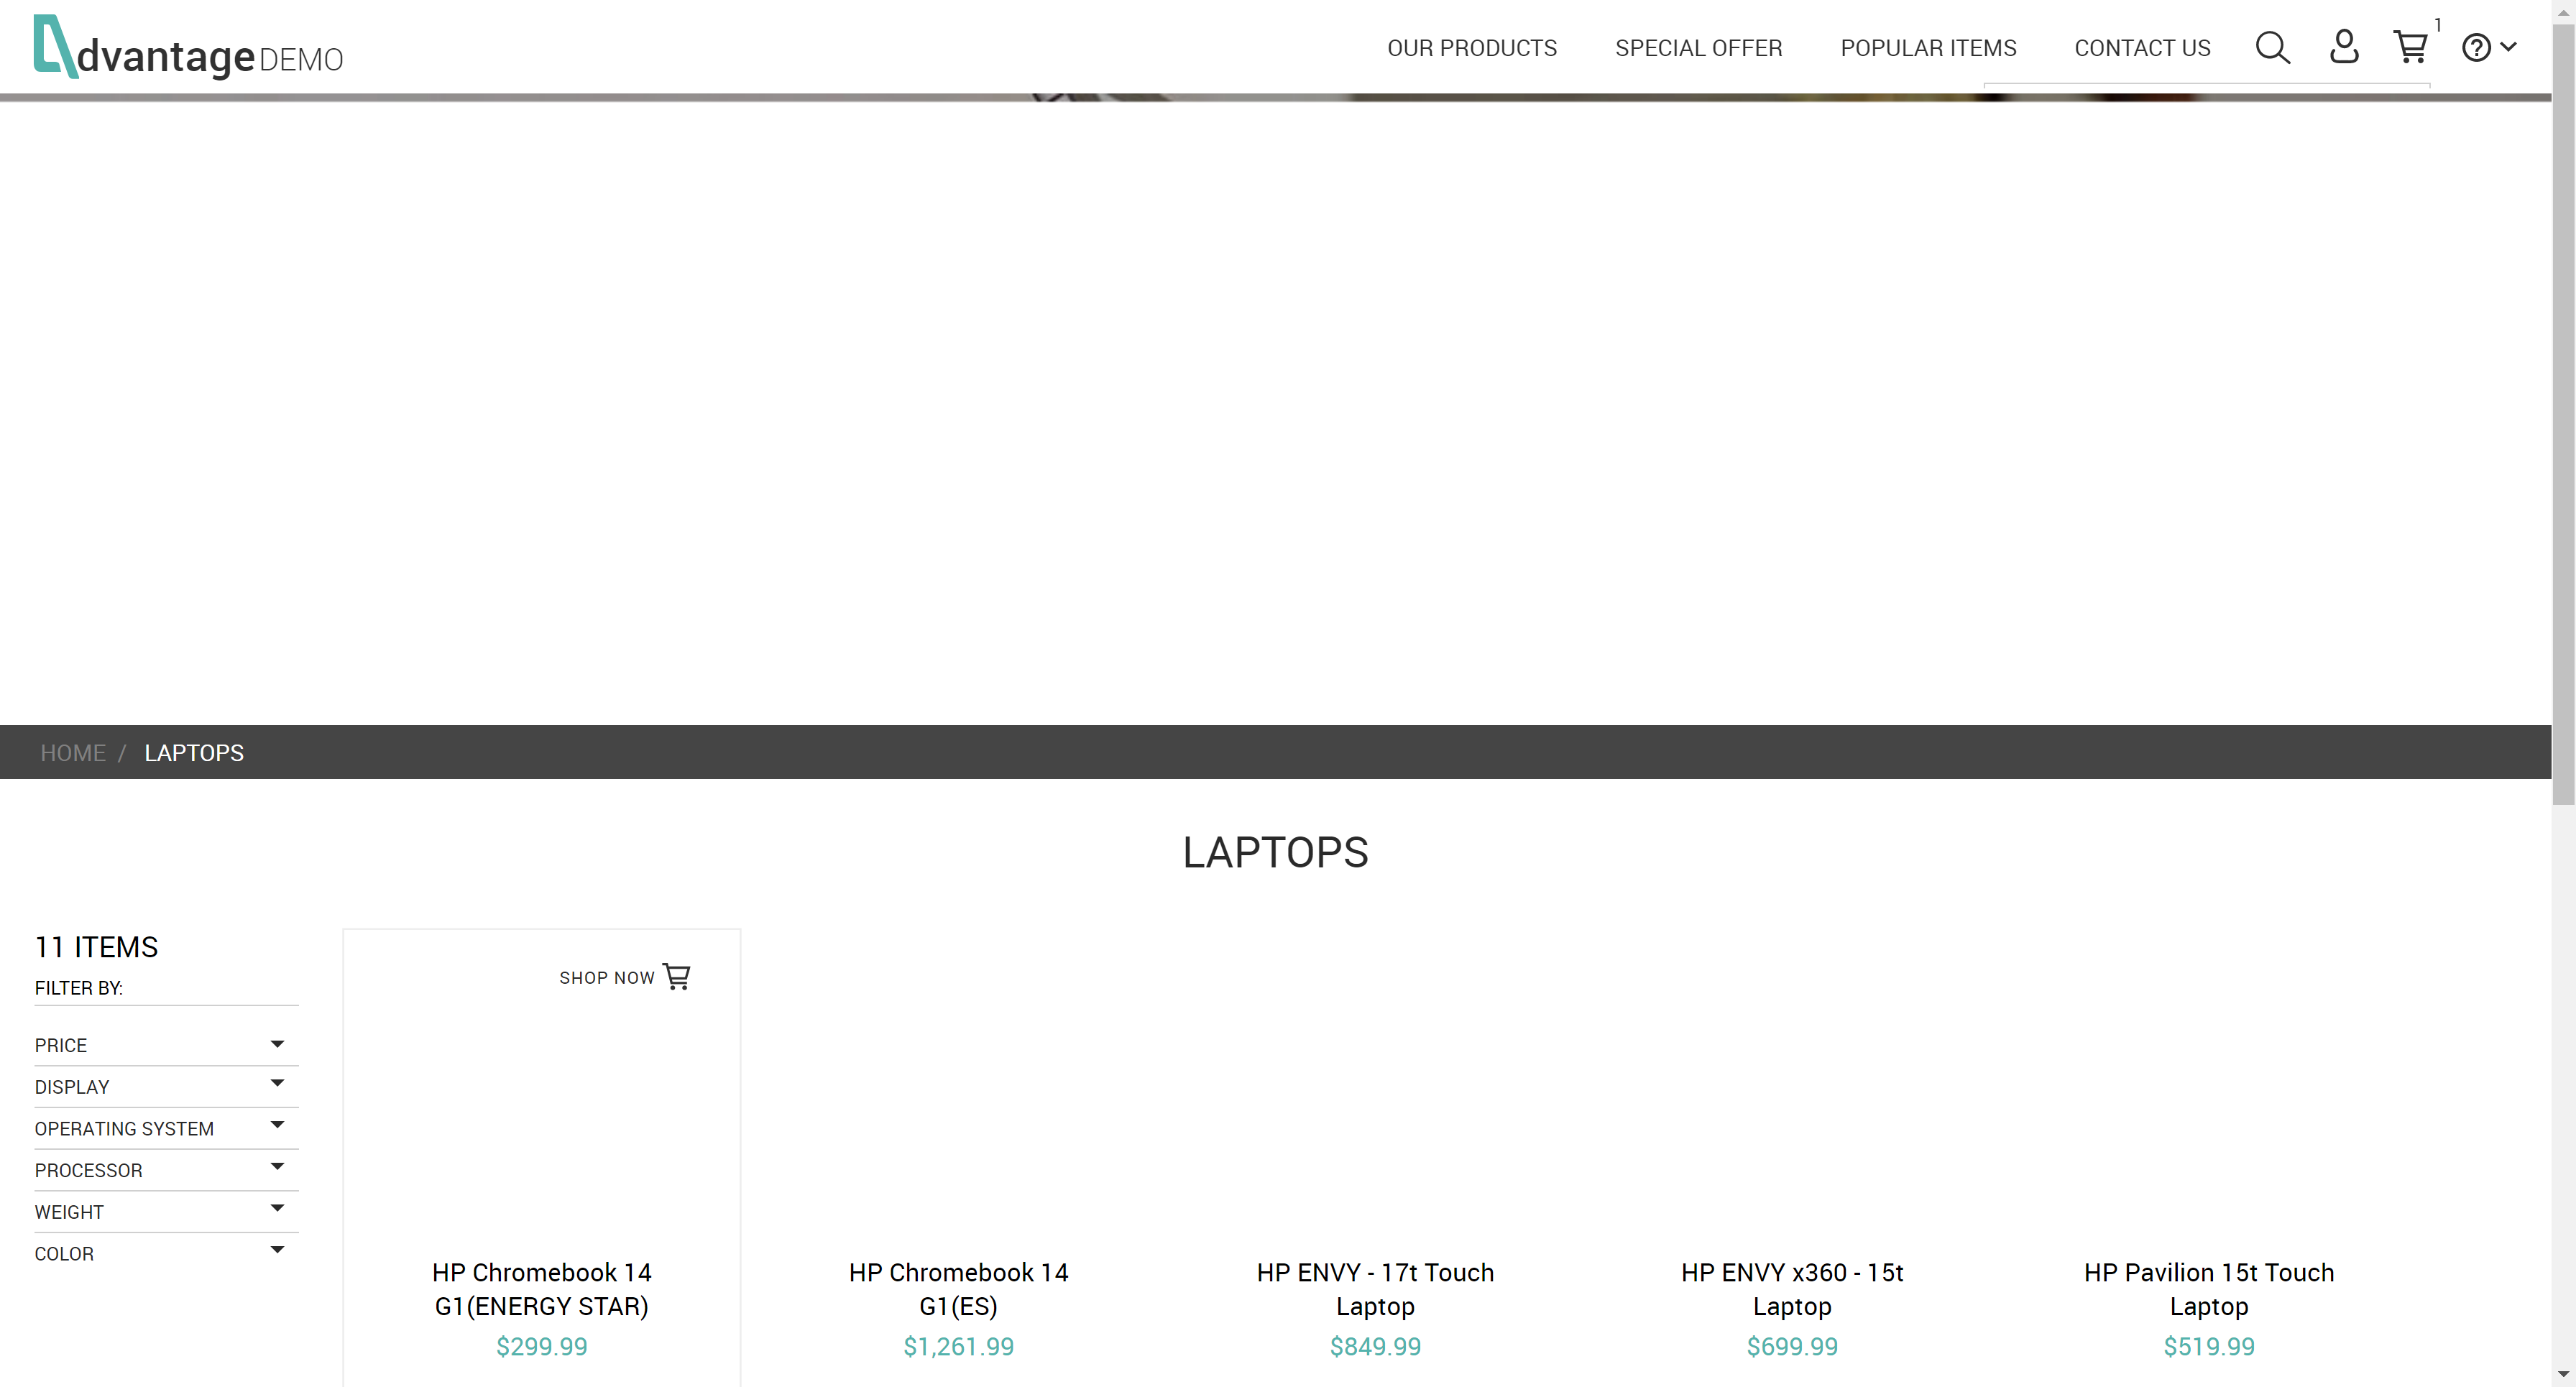 dvantage DEMO
OUR PRODUCTS
SPECIAL OFFER
POPULAR ITEMS
CONTACT US
1
HOME / LAPTOPS
LAPTOPS
11 ITEMS
FILTER BY:
PRICE
DISPLAY
OPERATING SYSTEM
PROCESSOR
WEIGHT
COLOR
SHOP NOW
HP Chromebook 14
G1(ENERGY STAR)
$299.99
HP Chromebook 14
G1(ES)
$1,261.99
HP ENVY - 17t Touch
Laptop
$849.99
HP ENVY x360 - 15t
Laptop
$699.99
HP Pavilion 15t Touch
Laptop
$519.99